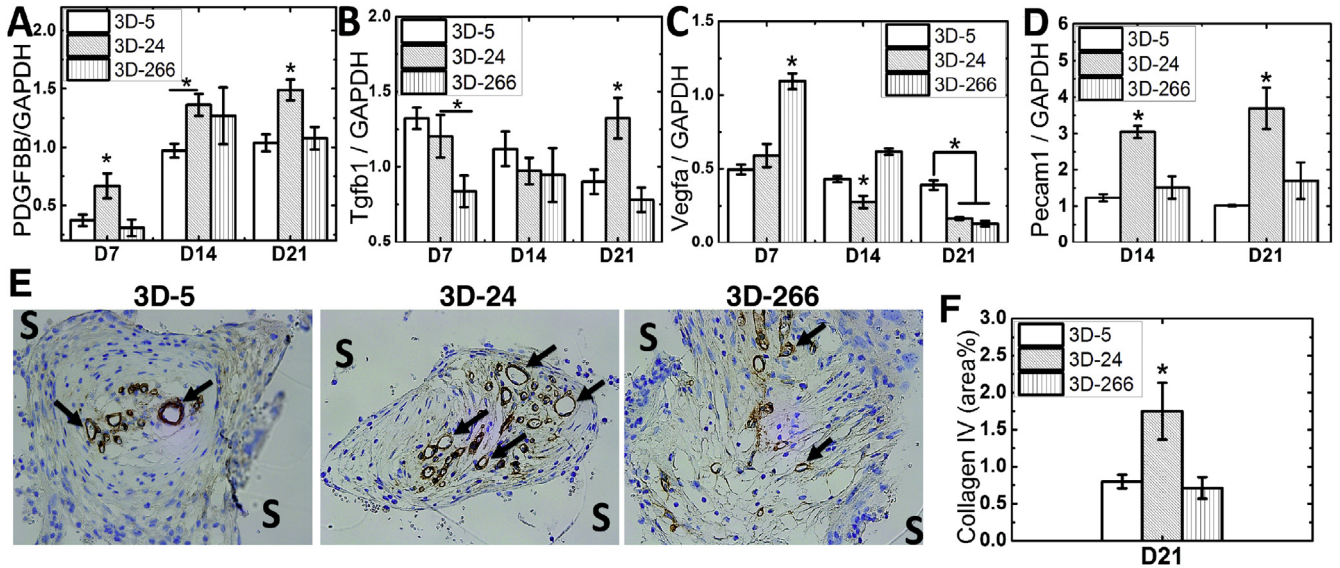 A
PDGFBB/GAPDH
2.0
1.5
1.0
0.5
3D-5
3D-24
3D-266
*
*
*
D7 D14 D21
B
Tgfb1 / GAPDH
2.0
1.5
1.0
0.5
3D-5
3D-24
3D-266
*
*
D7 D14 D21
C
Vegfa / GAPDH
1.5
1.0
0.5
0.0
3D-5
3D-24
3D-266
*
*
*
D7 D14 D21
D
Pecam1 / GAPDH
6
5
4
3
2
1
0
3D-5
3D-24
3D-266
*
*
D14 D21
E
3D-5 3D-24 3D-266
S S S
S S S
F
Collagen IV (area%)
3.0
2.5
2.0
1.5
1.0
0.5
0.0
3D-5
3D-24
3D-266
*
D21